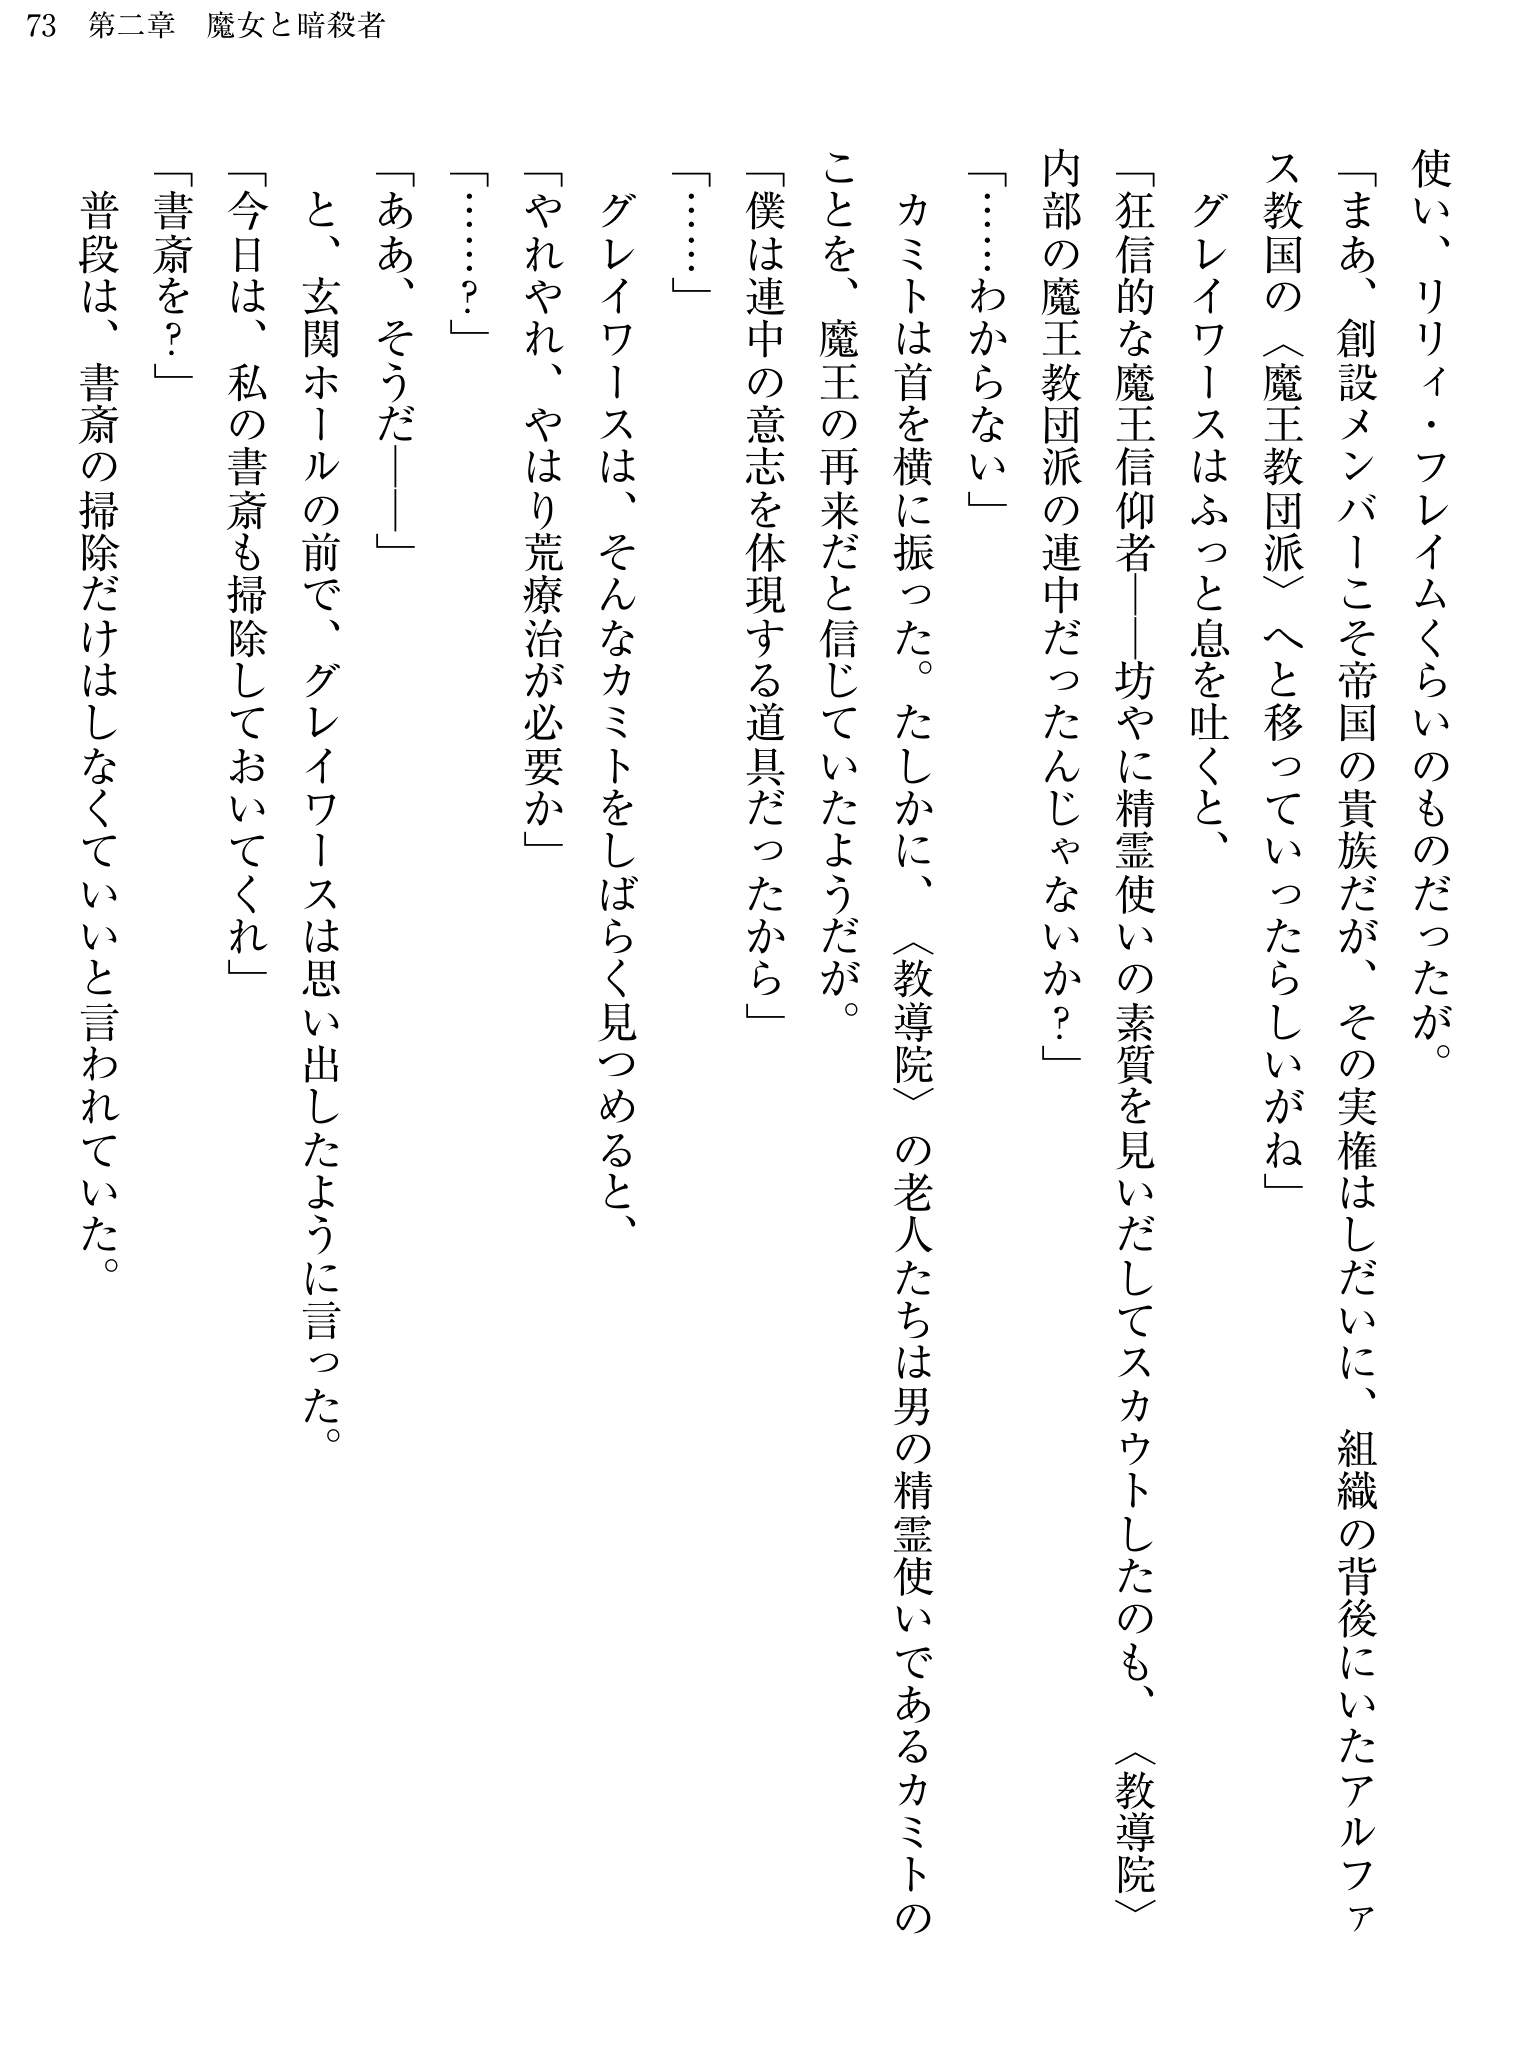 73　第二章　魔女と暗殺者
使い、リリィ・フレイムくらいのものだったが。
「まあ、創設メンバーこそ帝国の貴族だが、その実権はしだいに、組織の背後にいたアルファ
ス教国の〈魔王教団派〉へと移っていったらしいがね」
　グレイワースはふっと息を吐くと、
「狂信的な魔王信仰者――坊やに精霊使いの素質を見いだしてスカウトしたのも、〈教導院〉
内部の魔王教団派の連中だったんじゃないか？」
「……わからない」
　カミトは首を横に振った。たしかに、〈教導院〉の老人たちは男の精霊使いであるカミトの
ことを、魔王の再来だと信じていたようだが。
「僕は連中の意志を体現する道具だったから」
「……」
　グレイワースは、そんなカミトをしばらく見つめると、
「やれやれ、やはり荒療治が必要か」
「……？」
「ああ、そうだ――」
　と、玄関ホールの前で、グレイワースは思い出したように言った。
「今日は、私の書斎も掃除しておいてくれ」
「書斎を？」
　普段は、書斎の掃除だけはしなくていいと言われていた。